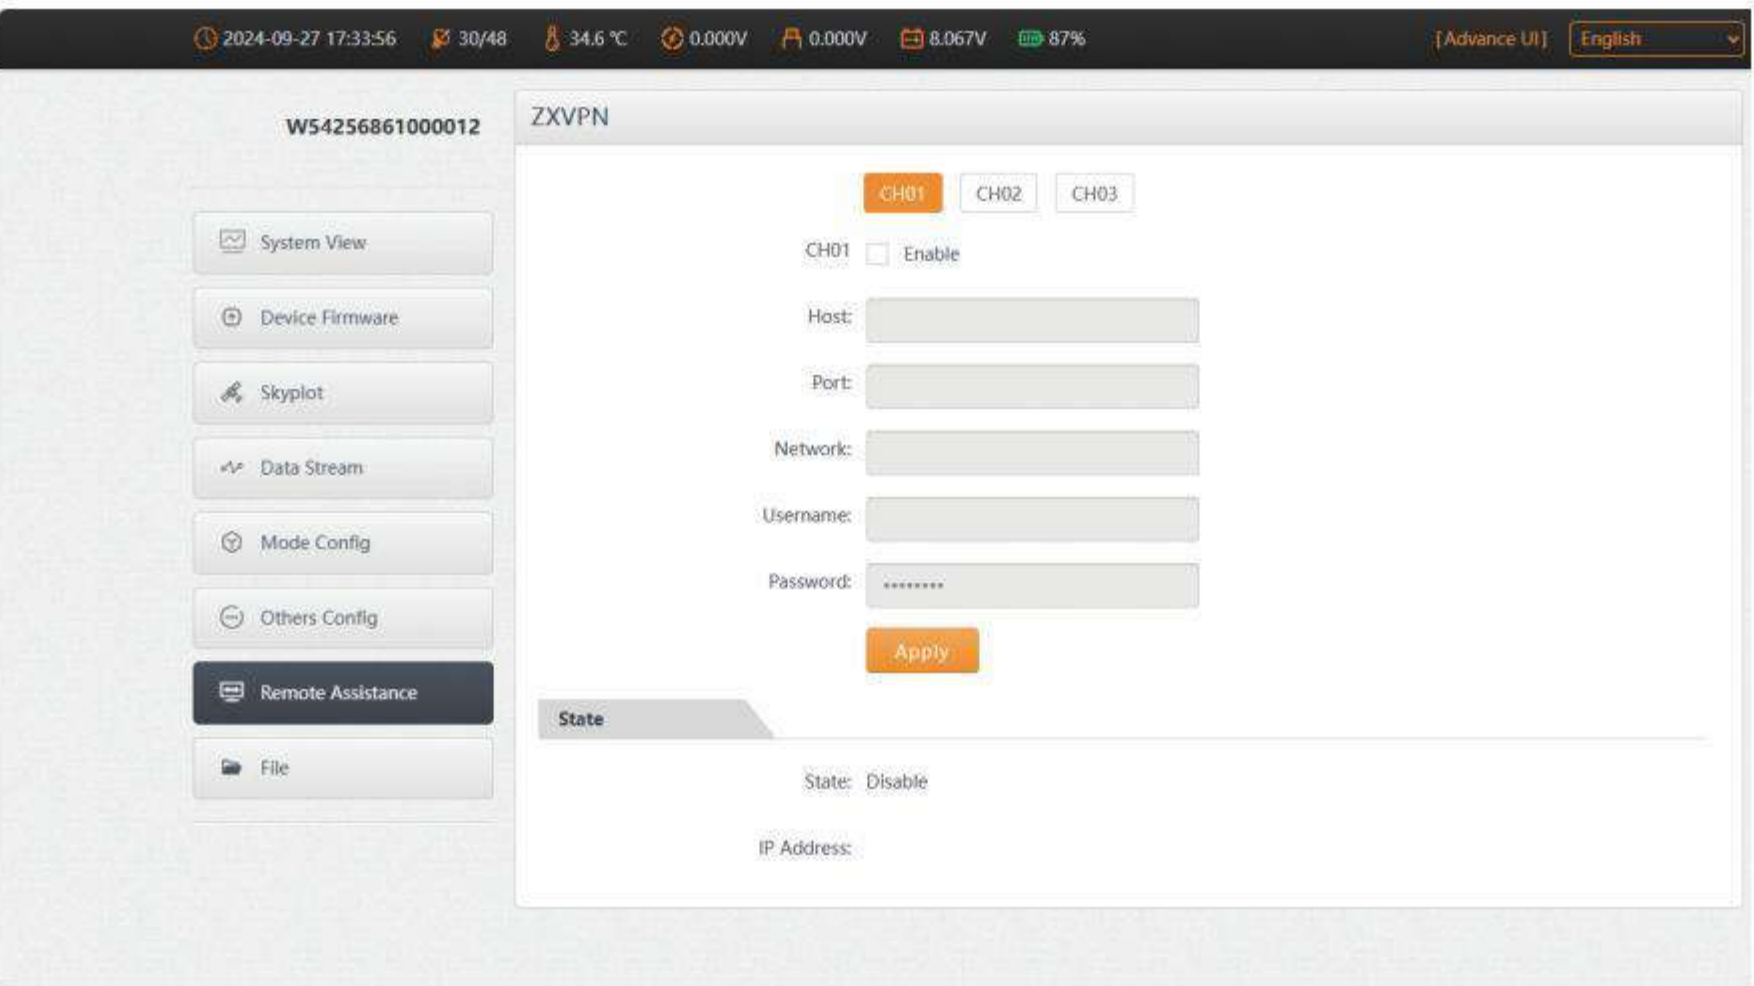 2024-09-27 17:33:56 30/48 34.6 ℃ 0.000V 0.000V 8.067V 87% [Advance UI] English
W54256861000012
ZXVPN
CH01 CH02 CH03
System View
CH01 Enable
Device Firmware
Host:
Skyplot
Port:
Data Stream
Network:
Mode Config
Username:
Others Config
Password: ••••••••
Apply
Remote Assistance
State
File
State: Disable
IP Address: